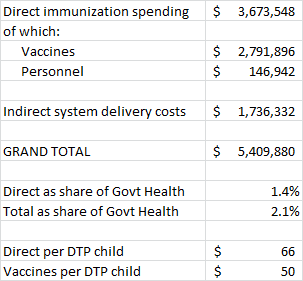 Direct immunization spending $ 3,673,548
of which:
Vaccines $ 2,791,896
Personnel $ 146,942
Indirect system delivery costs $ 1,736,332
GRAND TOTAL $ 5,409,880
Direct as share of Govt Health 1.4%
Total as share of Govt Health 2.1%
Direct per DTP child $ 66
Vaccines per DTP child $ 50